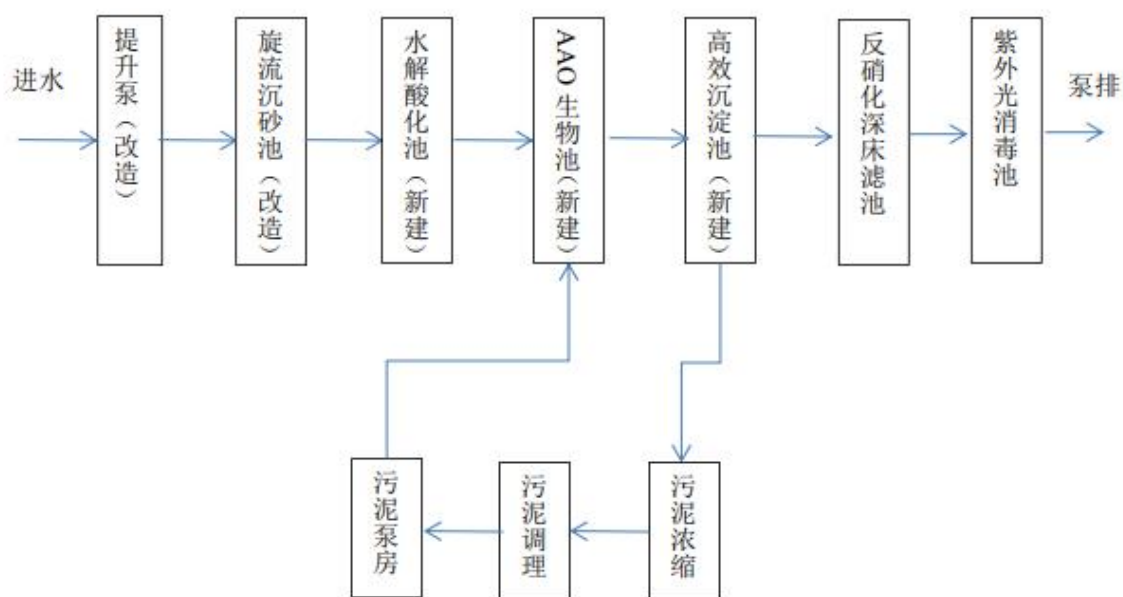 进水
提升泵（改造）
旋流沉砂池（改造）
水解酸化池（新建）
AAO 生物池（新建）
高效沉淀池（新建）
反硝化深床滤池
紫外光消毒池
泵排
污泥泵房
污泥调理
污泥浓缩